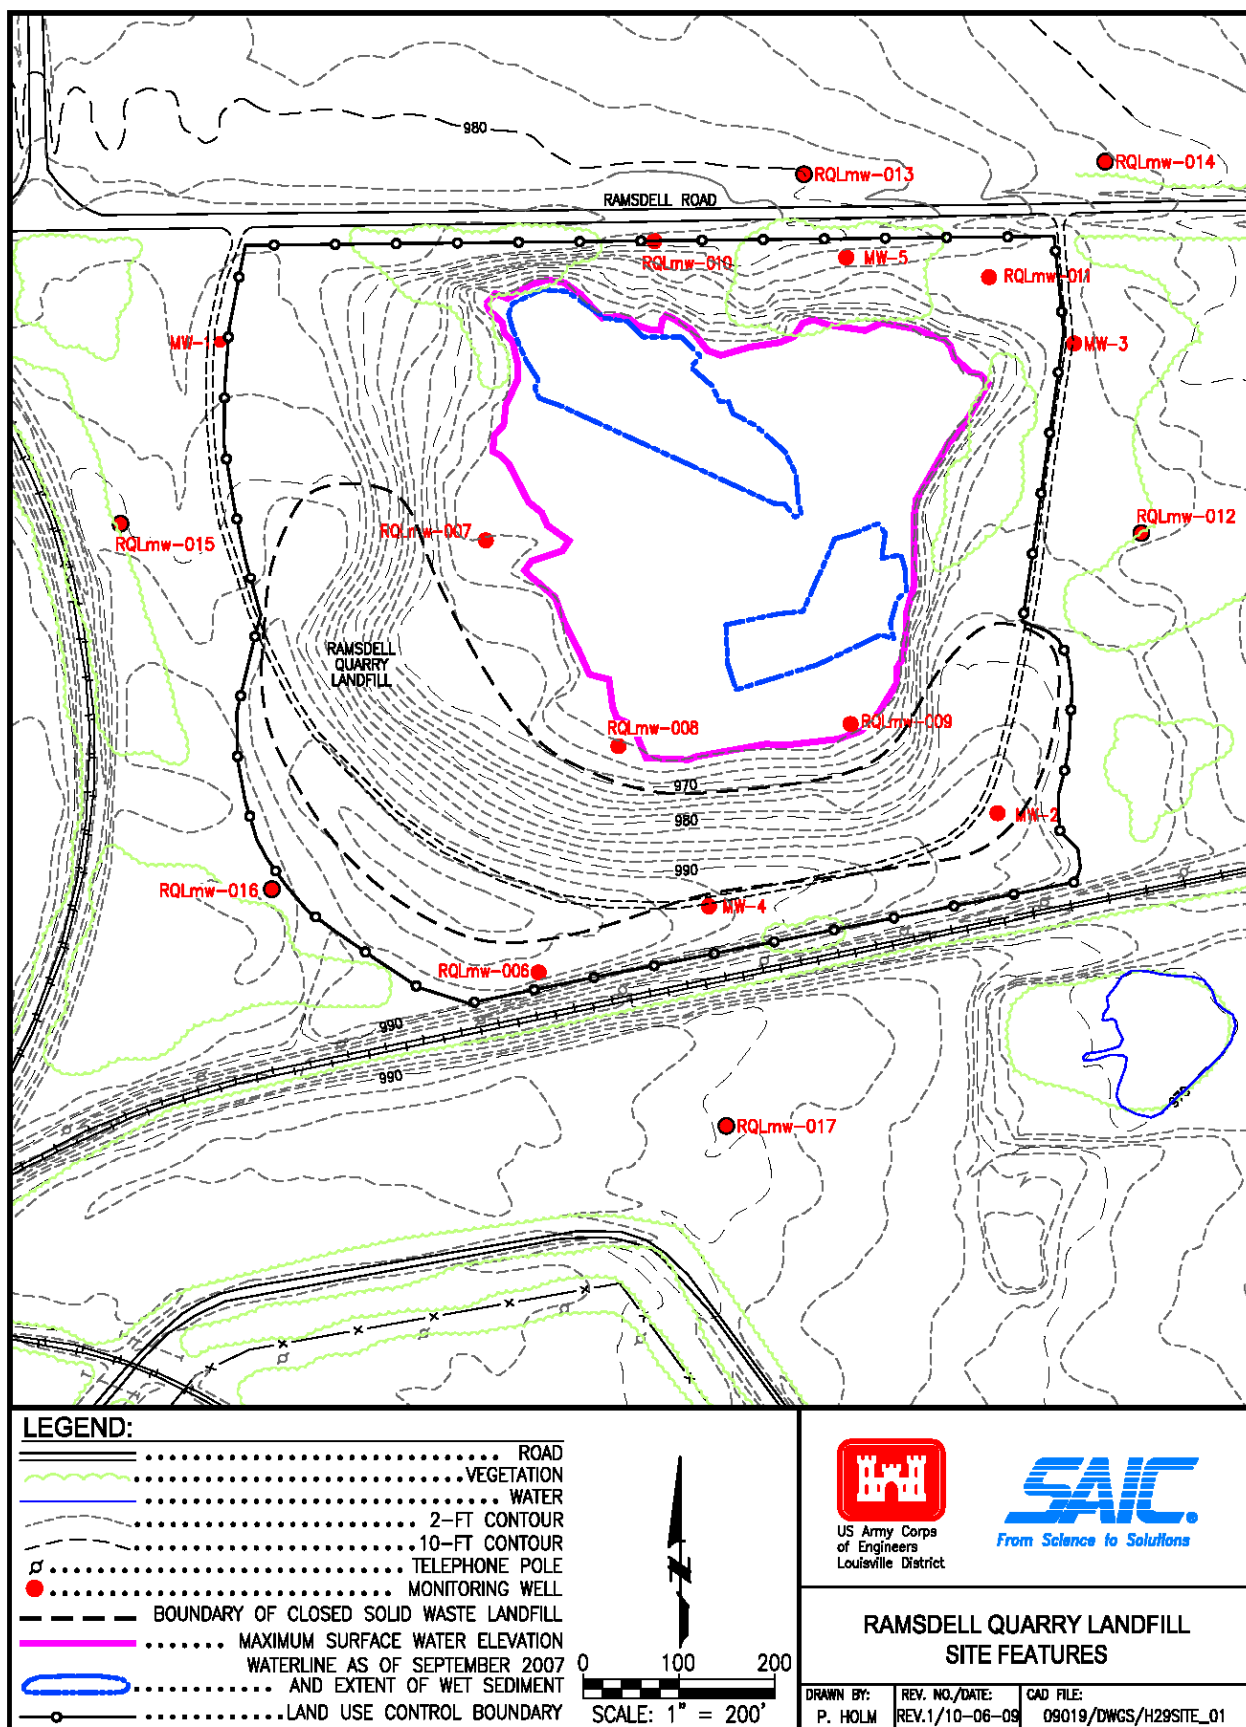 980
RQLmw-013
RQLmw-014
RAMSDELL ROAD
RQLmw-010
MW-5
RQLmw-011
MW-1
MW-3
RQLmw-015
RQLmw-007
RQLmw-012
RAMSDELL
QUARRY
LANDFILL
RQLmw-008
RQLmw-009
970
980
MW-2
990
RQLmw-016
MW-4
RQLmw-006
990
990
RQLmw-017
LEGEND:
ROAD
VEGETATION
WATER
2-FT CONTOUR
10-FT CONTOUR
TELEPHONE POLE
MONITORING WELL
BOUNDARY OF CLOSED SOLID WASTE LANDFILL
MAXIMUM SURFACE WATER ELEVATION
WATERLINE AS OF SEPTEMBER 2007
AND EXTENT OF WET SEDIMENT
LAND USE CONTROL BOUNDARY
N
0 100 200
SCALE: 1" = 200'
US Army Corps
of Engineers
Louisville District
SAIC.
From Science to Solutions
RAMSDELL QUARRY LANDFILL
SITE FEATURES
DRAWN BY:
P. HOLM
REV. NO./DATE:
REV.1/10-06-09
CAD FILE:
09019/DWGS/H29SITE_01